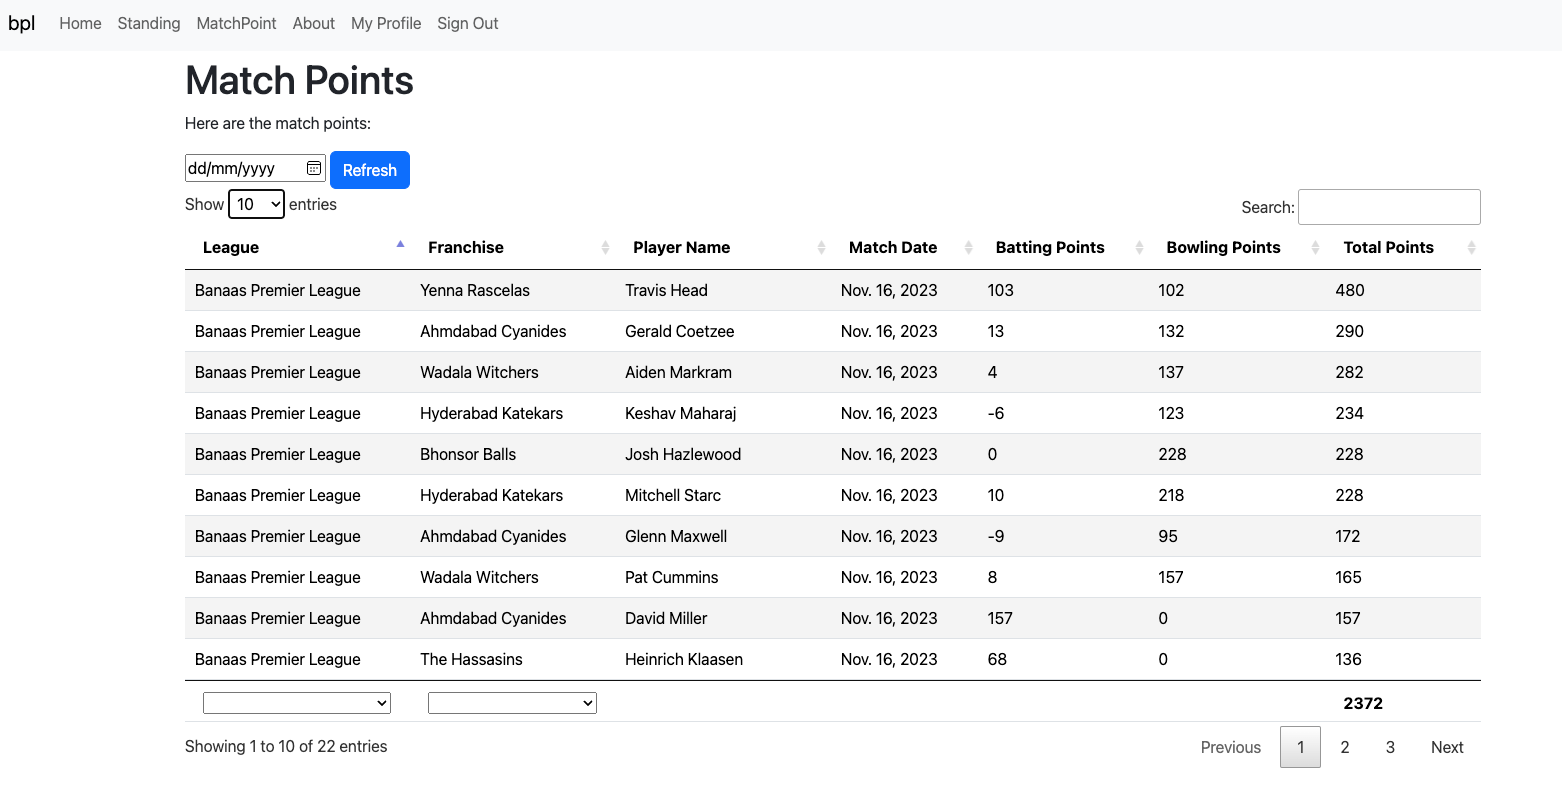 bpl Home Standing MatchPoint About My Profile Sign Out
Match Points
Here are the match points:
dd/mm/yyyy Refresh
Show 10 entries Search:
League Franchise Player Name Match Date Batting Points Bowling Points Total Points
Banaas Premier League Yenna Rascelas Travis Head Nov. 16, 2023 103 102 480
Banaas Premier League Ahmdabad Cyanides Gerald Coetzee Nov. 16, 2023 13 132 290
Banaas Premier League Wadala Witchers Aiden Markram Nov. 16, 2023 4 137 282
Banaas Premier League Hyderabad Katekars Keshav Maharaj Nov. 16, 2023 -6 123 234
Banaas Premier League Bhonsor Balls Josh Hazlewood Nov. 16, 2023 0 228 228
Banaas Premier League Hyderabad Katekars Mitchell Starc Nov. 16, 2023 10 218 228
Banaas Premier League Ahmdabad Cyanides Glenn Maxwell Nov. 16, 2023 -9 95 172
Banaas Premier League Wadala Witchers Pat Cummins Nov. 16, 2023 8 157 165
Banaas Premier League Ahmdabad Cyanides David Miller Nov. 16, 2023 157 0 157
Banaas Premier League The Hassasins Heinrich Klaasen Nov. 16, 2023 68 0 136
2372
Showing 1 to 10 of 22 entries Previous 1 2 3 Next